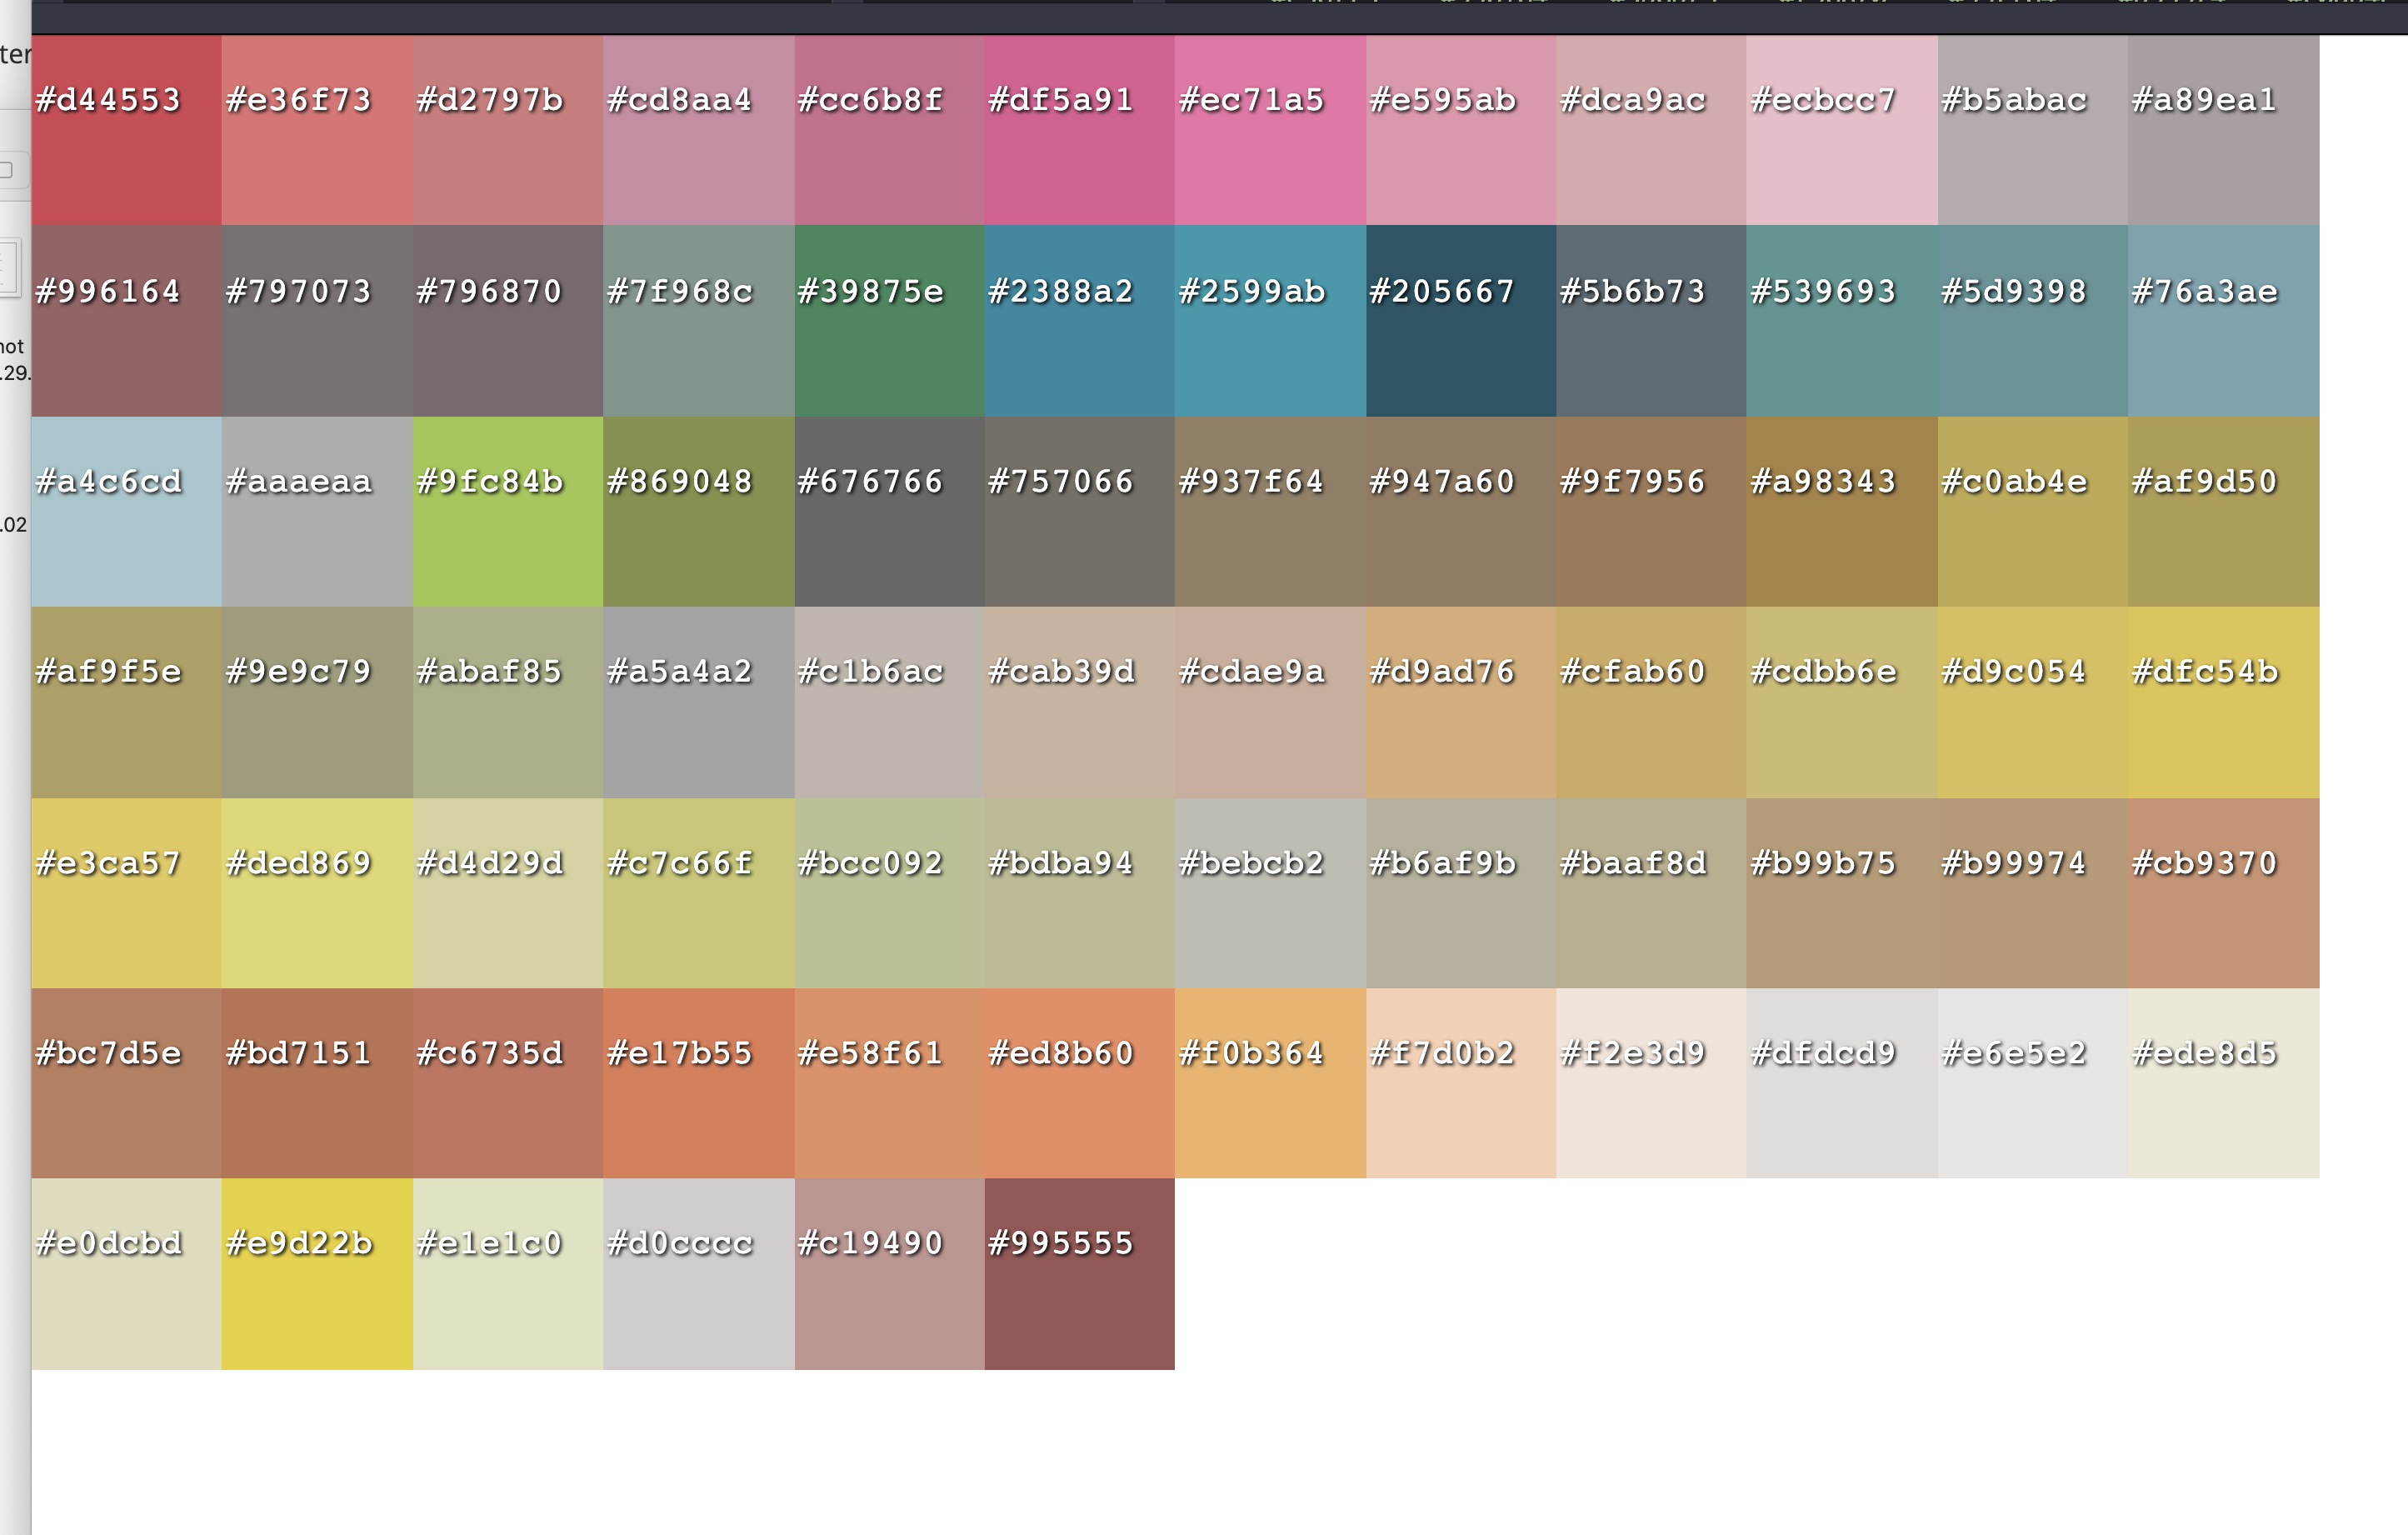 ter
#d44553 #e36f73 #d2797b #cd8aa4 #cc6b8f #df5a91 #ec71a5 #e595ab #dca9ac #ecbcc7 #b5abac #a89ea1
#996164 #797073 #796870 #7f968c #39875e #2388a2 #2599ab #205667 #5b6b73 #539693 #5d9398 #76a3ae
not
.29.
#a4c6cd #aaaeaa #9fc84b #869048 #676766 #757066 #937f64 #947a60 #9f7956 #a98343 #c0ab4e #af9d50
.02
#af9f5e #9e9c79 #abaf85 #a5a4a2 #c1b6ac #cab39d #cdae9a #d9ad76 #cfab60 #cdbb6e #d9c054 #dfc54b
#e3ca57 #ded869 #d4d29d #c7c66f #bcc092 #bdba94 #bebcb2 #b6af9b #baaf8d #b99b75 #b99974 #cb9370
#bc7d5e #bd7151 #c6735d #e17b55 #e58f61 #ed8b60 #f0b364 #f7d0b2 #f2e3d9 #dfdcd9 #e6e5e2 #ede8d5
#e0dcbd #e9d22b #e1e1c0 #d0cccc #c19490 #995555